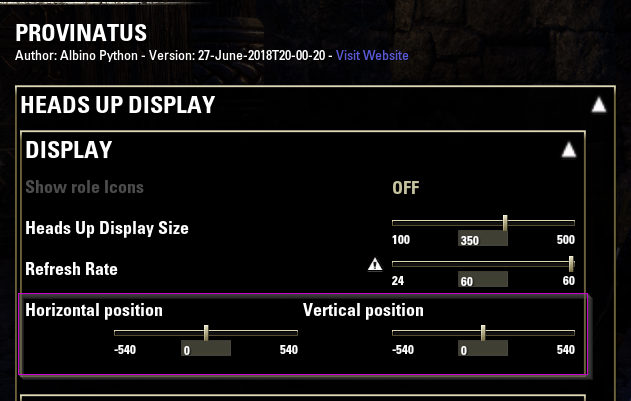 PROVINATUS
Author: Albino Python - Version: 27-June-2018T20-00-20 - Visit Website
HEADS UP DISPLAY
DISPLAY
Show role Icons OFF
Heads Up Display Size
100 350 500
Refresh Rate
24 60 60
Horizontal position Vertical position
-540 0 540 -540 0 540